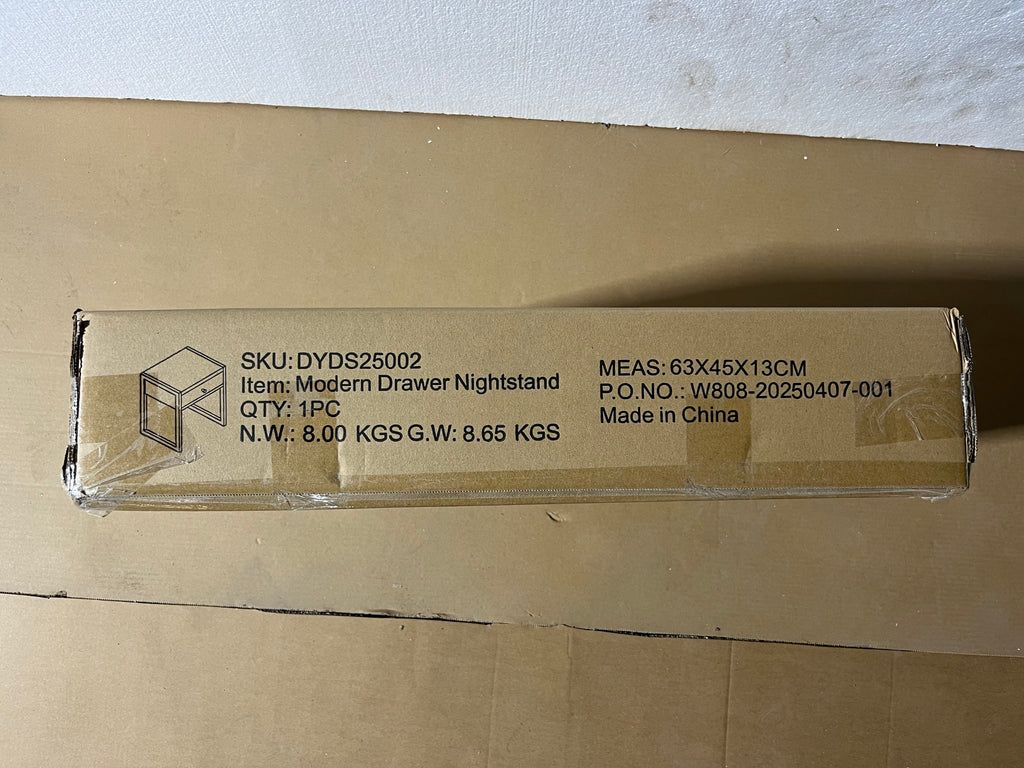 SKU: DYDS25002
Item: Modern Drawer Nightstand
QTY: 1PC
N.W.: 8.00 KGS G.W: 8.65 KGS
MEAS: 63X45X13CM
P.O.NO.: W808-20250407-001
Made in China